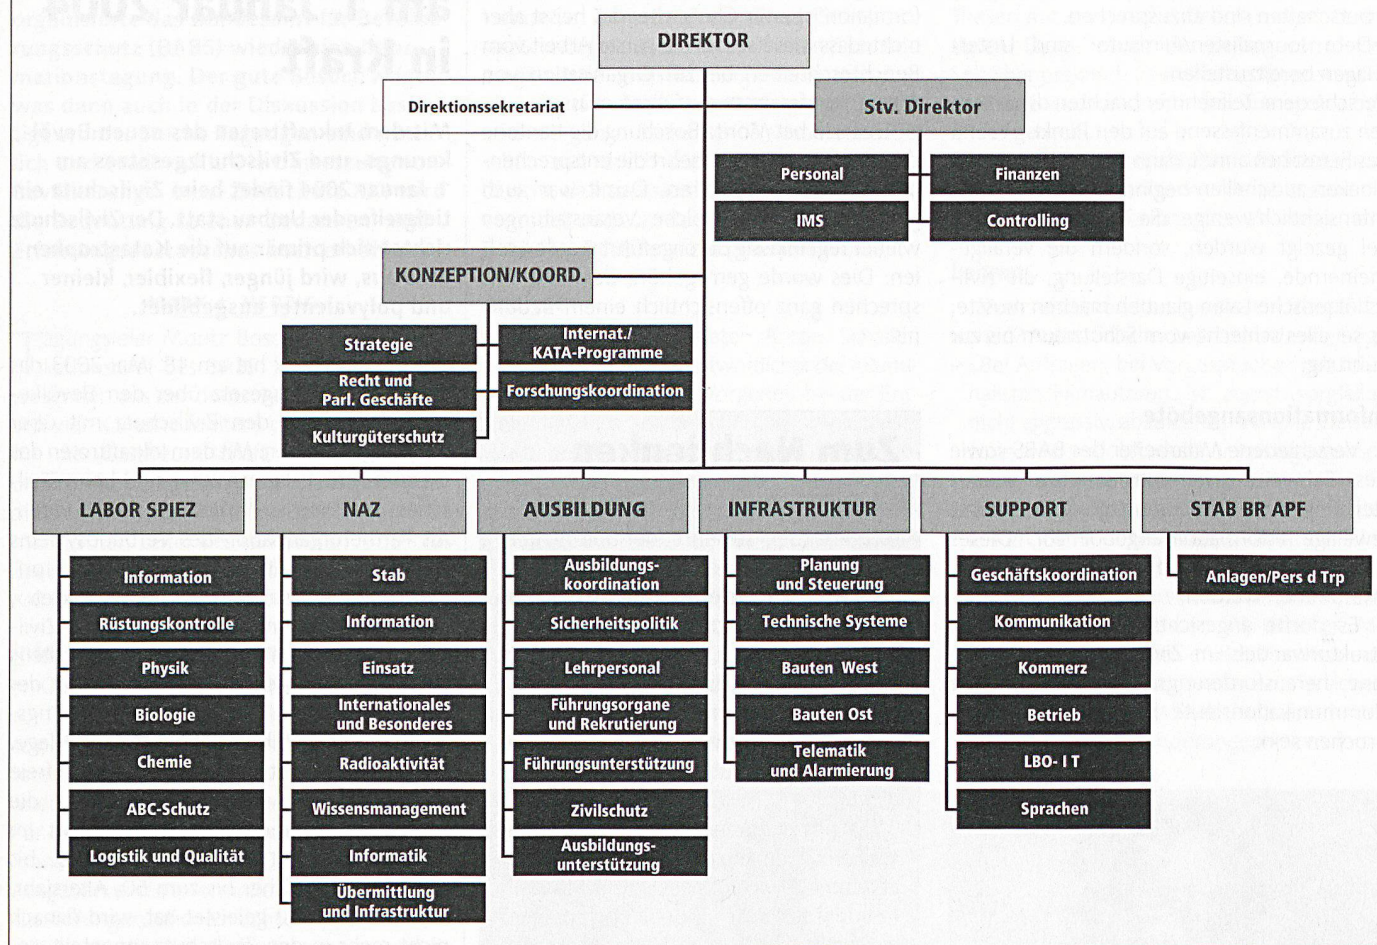 DIREKTOR
Direktionssekretariat
Stv. Direktor
Personal
Finanzen
IMS
Controlling
KONZEPTION/KOORD.
Strategie
Internat./
KATA-Programme
Recht und
Parl. Geschäfte
Forschungskoordination
Kulturgüterschutz
LABOR SPIEZ
Information
Rüstungskontrolle
Physik
Biologie
Chemie
ABC-Schutz
Logistik und Qualität
NAZ
Stab
Information
Einsatz
Internationales
und Besonderes
Radioaktivität
Wissensmanagement
Informatik
Übermittlung
und Infrastruktur
AUSBILDUNG
Ausbildungs-
koordination
Sicherheitspolitik
Lehrpersonal
Führungsorgane
und Rekrutierung
Führungsunterstützung
Zivilschutz
Ausbildungs-
unterstützung
INFRASTRUKTUR
Planung
und Steuerung
Technische Systeme
Bauten West
Bauten Ost
Telematik
und Alarmierung
SUPPORT
Geschäftskoordination
Kommunikation
Kommerz
Betrieb
LBO- I T
Sprachen
STAB BR APF
Anlagen/Pers d Trp